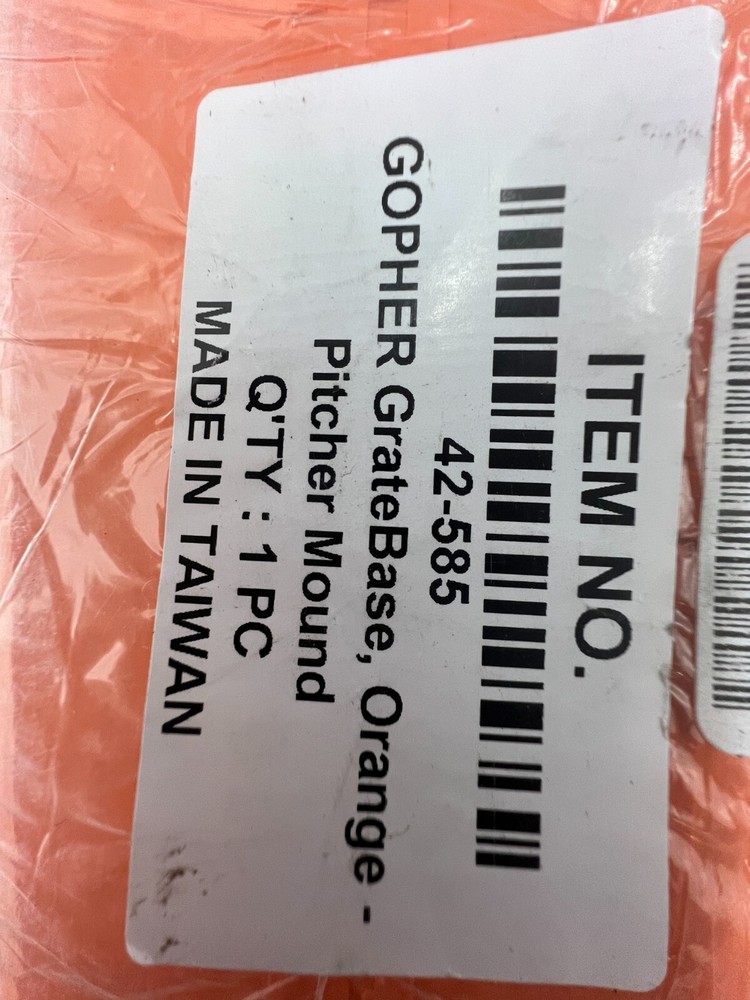 ITEM NO.
42-585
GOPHER GrateBase, Orange -
Pitcher Mound
Q'TY : 1 PC
MADE IN TAIWAN